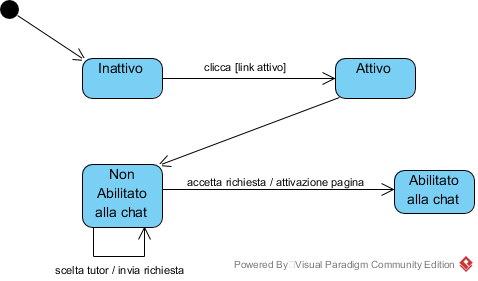 Inattivo
clicca [link attivo]
Attivo
Non
Abilitato
alla chat
accetta richiesta / attivazione pagina
Abilitato
alla chat
scelta tutor / invia richiesta
Powered By Visual Paradigm Community Edition